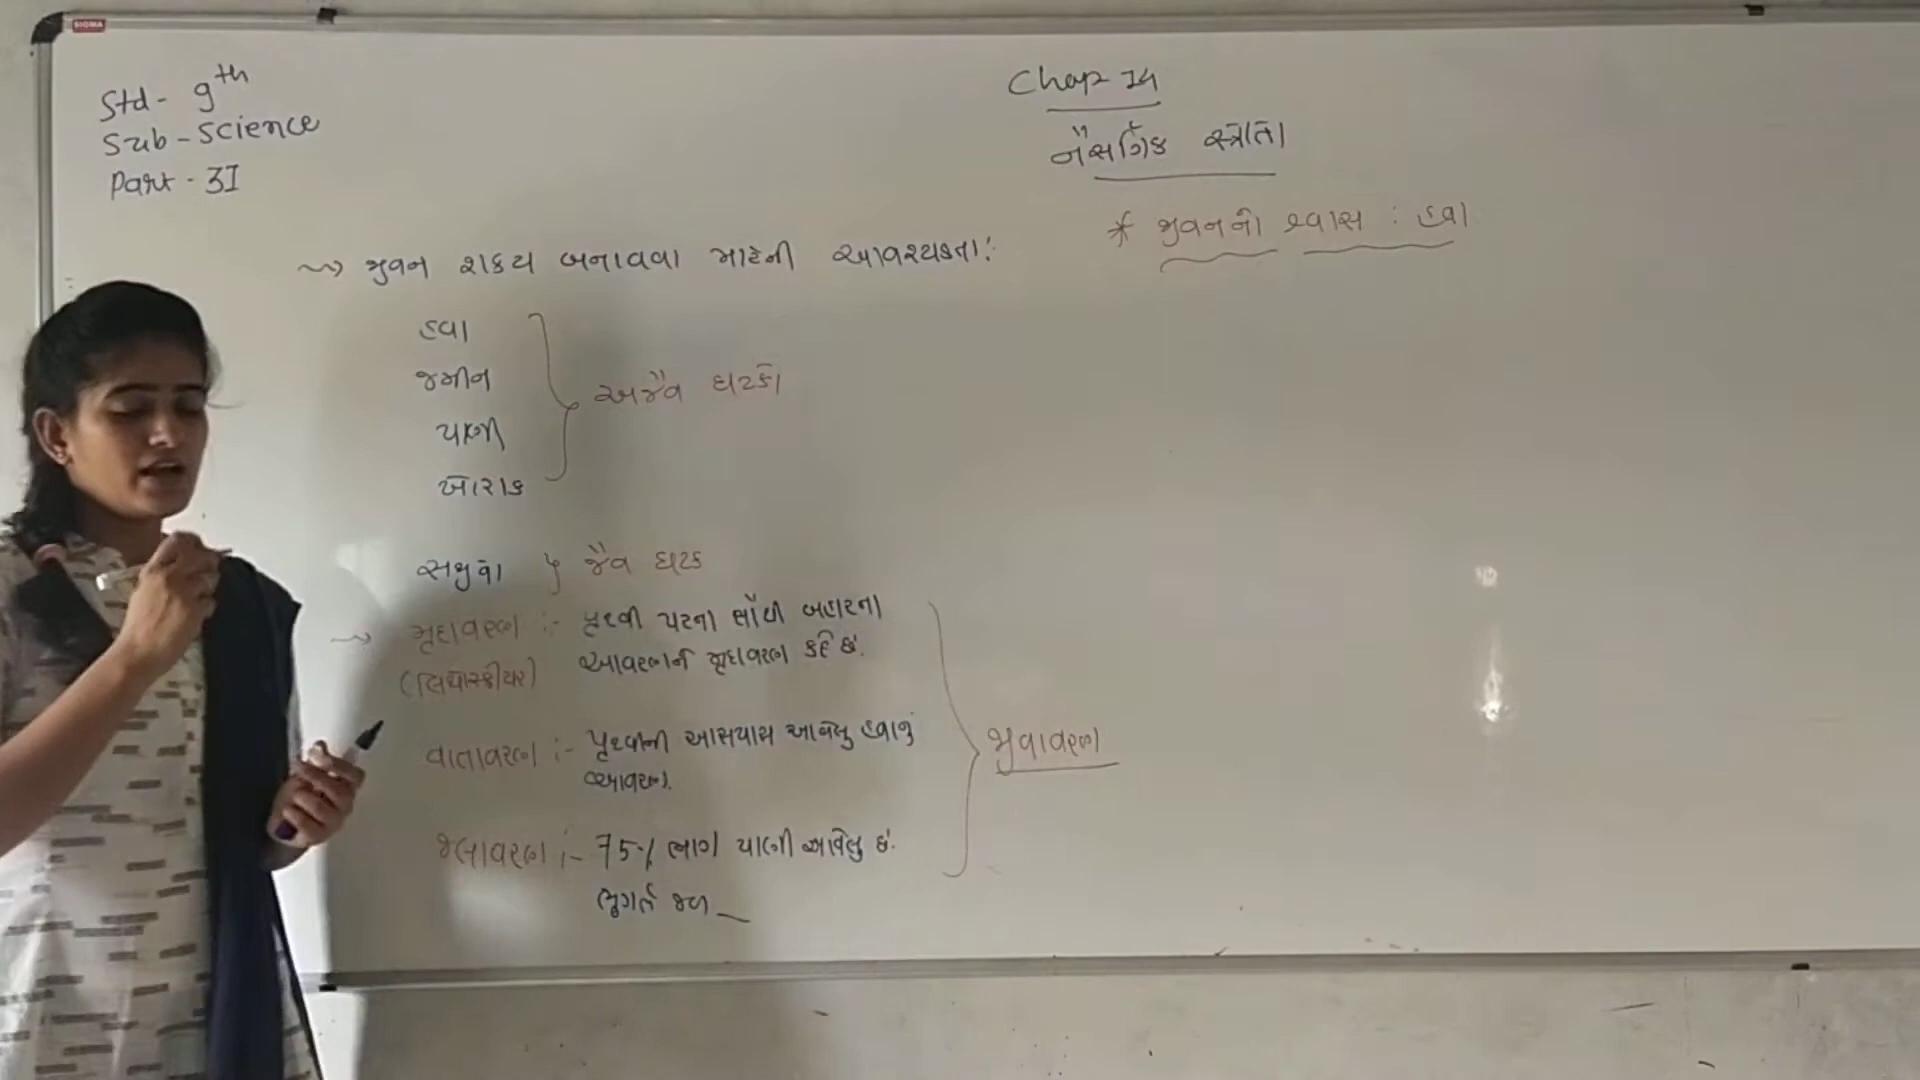 SIGMA
Std - 9th
Sub - Science
Part - 31
Chap 14
નૈસર્ગિક સ્ત્રોતો
* જીવનનો શ્વાસ : હવા
જીવન શક્ય બનાવવા માટેની આવશ્યકતા:
હવા
જમીન
પાણી
ખોરાક
અજૈવ ઘટકો
સજીવો } જૈવ ઘટક
મૃદાવરણ :- પૃથ્વી પટના સૌથી બહારના
(લિથોસ્ફીયર) આવરણને મૃદાવરણ કહે છે.
વાતાવરણ :- પૃથ્વીની આસપાસ આવેલુ હવાનું
આવરણ.
જીવાવરણ
જલાવરણ :- 75% ભાગે પાણી આવેલુ છે.
ભૂગર્ત જળ